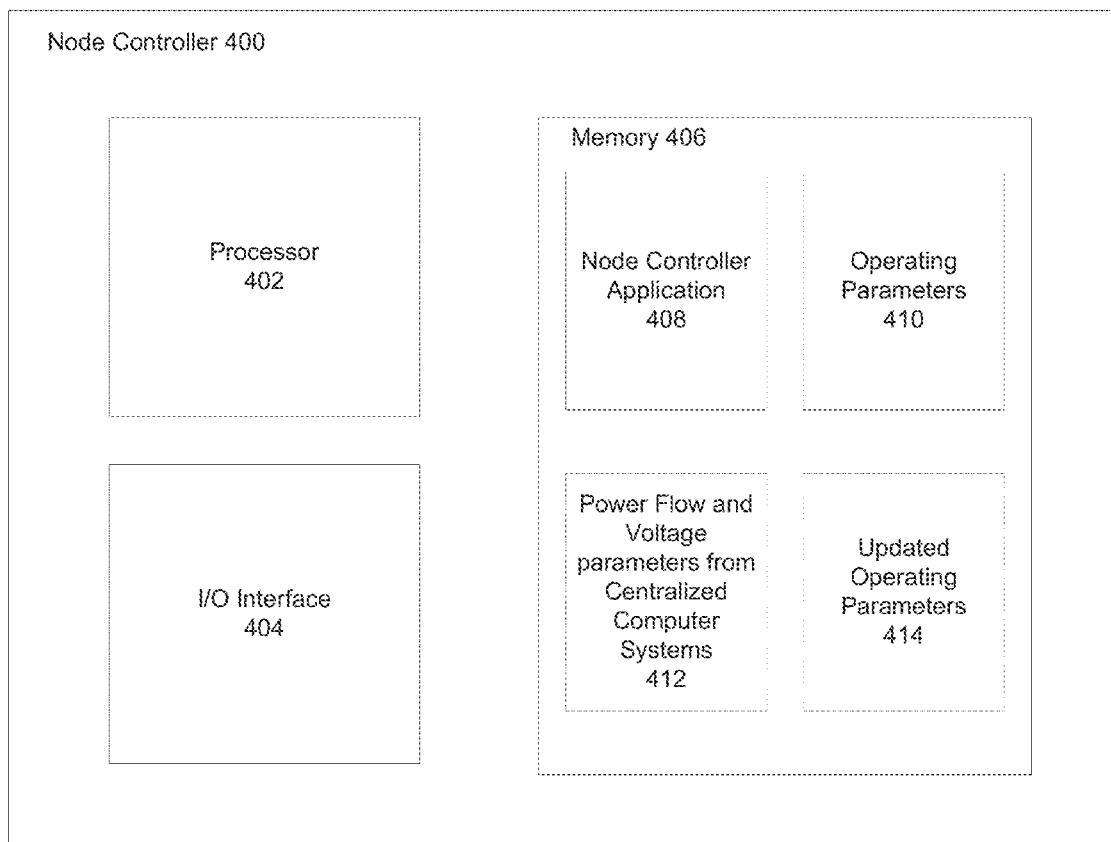 Node Controller 400
Processor
402
I/O Interface
404
Memory 406
Node Controller
Application
408
Operating
Parameters
410
Power Flow and
Voltage
parameters from
Centralized
Computer
Systems
412
Updated
Operating
Parameters
414